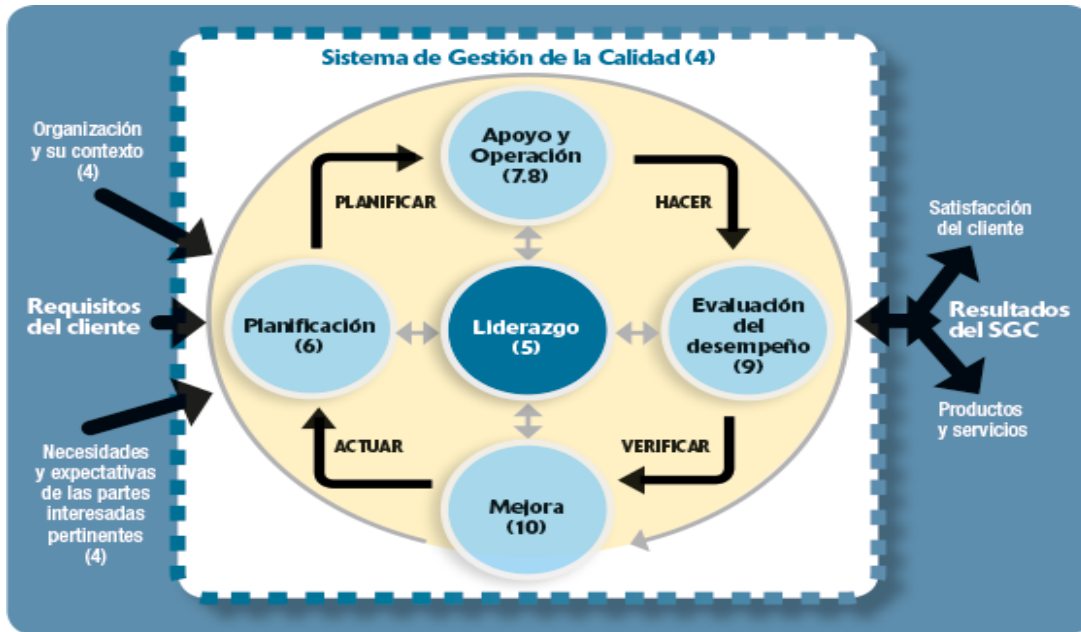 Sistema de Gestión de la Calidad (4)
Organización
y su contexto
(4)
Requisitos
del cliente
Necesidades
y expectativas
de las partes
interesadas
pertinentes
(4)
Apoyo y
Operación
(7.8)
PLANIFICAR
HACER
Planificación
(6)
Liderazgo
(5)
Evaluación
del
desempeño
(9)
ACTUAR
VERIFICAR
Mejora
(10)
Satisfacción
del cliente
Resultados
del SGC
Productos
y servicios